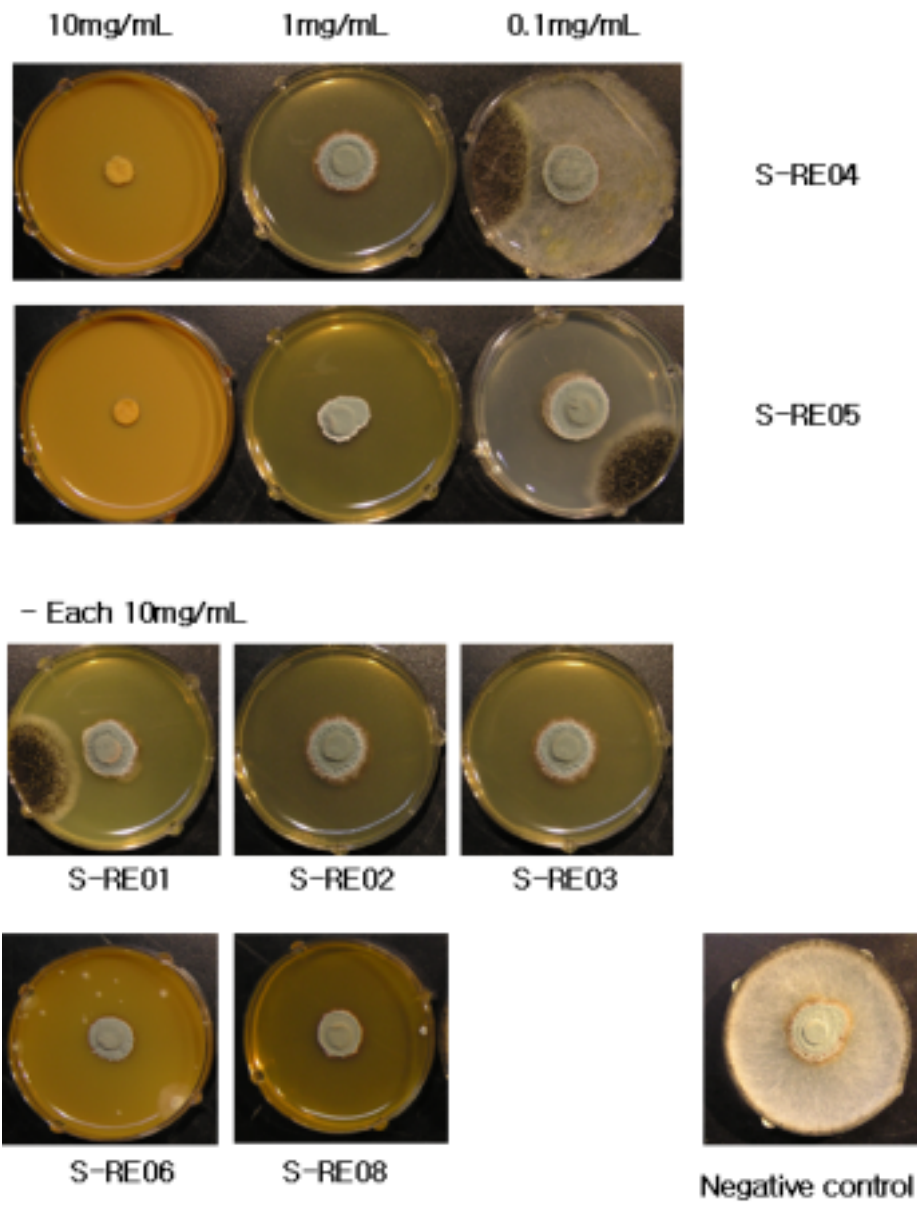 10mg/mL 1mg/mL 0.1mg/mL
S-RE04
S-RE05
- Each 10mg/mL
S-RE01 S-RE02 S-RE03
S-RE06 S-RE08
Negative control